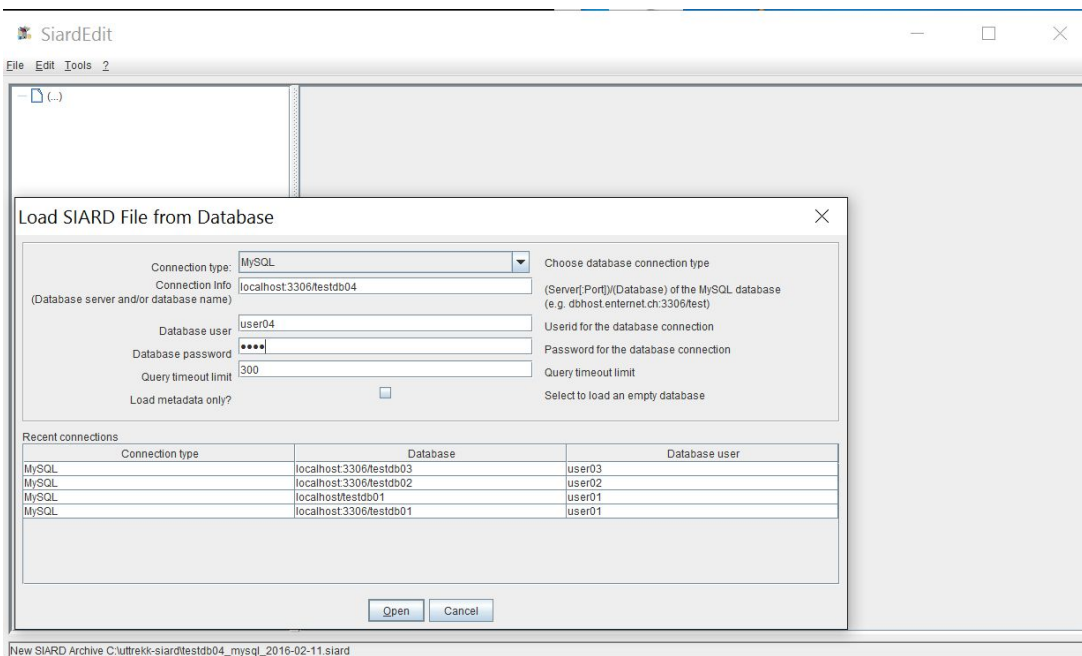 SiardEdit
File Edit Tools ?
(...)
Load SIARD File from Database
Connection type: MySQL Choose database connection type
Connection Info localhost:3306/testdb04 (Server[:Port])/(Database) of the MySQL database
(Database server and/or database name) (e.g. dbhost.enternet.ch:3306/test)
Database user user04 Userid for the database connection
Database password •••• Password for the database connection
Query timeout limit 300 Query timeout limit
Load metadata only? Select to load an empty database
Recent connections
Connection type Database Database user
MySQL localhost:3306/testdb03 user03
MySQL localhost:3306/testdb02 user02
MySQL localhost/testdb01 user01
MySQL localhost:3306/testdb01 user01
Open Cancel
New SIARD Archive C:\uttrekk-siard\testdb04_mysql_2016-02-11.siard